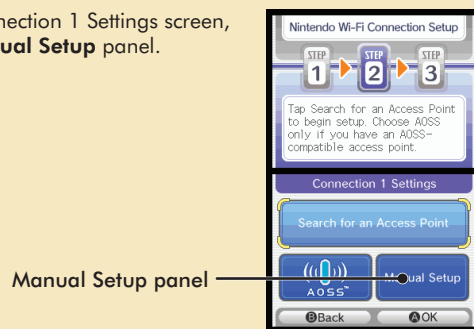 nection 1 Settings screen,
ual Setup panel.
Nintendo Wi-Fi Connection Setup
STEP 1 STEP 2 STEP 3
Tap Search for an Access Point
to begin setup. Choose AOSS
only if you have an AOSS-
compatible access point.
Connection 1 Settings
Search for an Access Point
AOSS™ Manual Setup
Manual Setup panel
B Back A OK